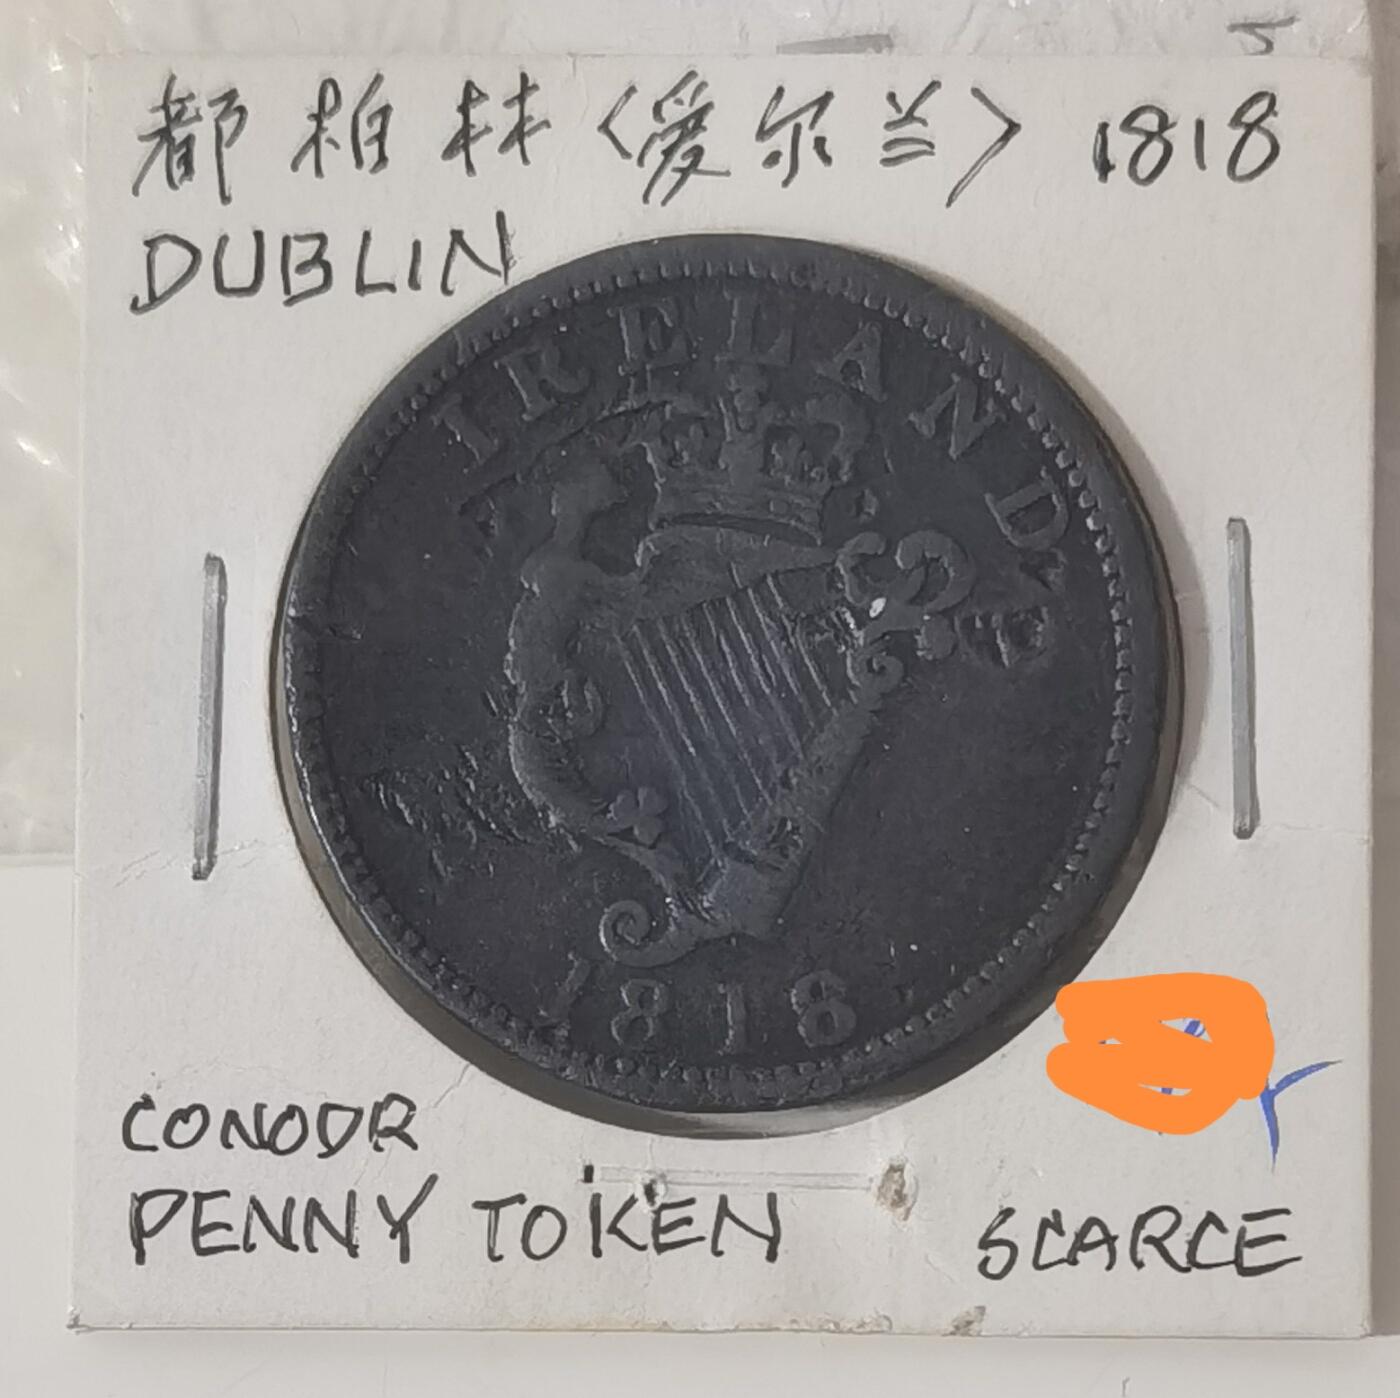 都柏林〈爱尔兰〉 1818
DUBLIN
IRELAND
1818
CONODR
PENNY TOKEN SCARCE